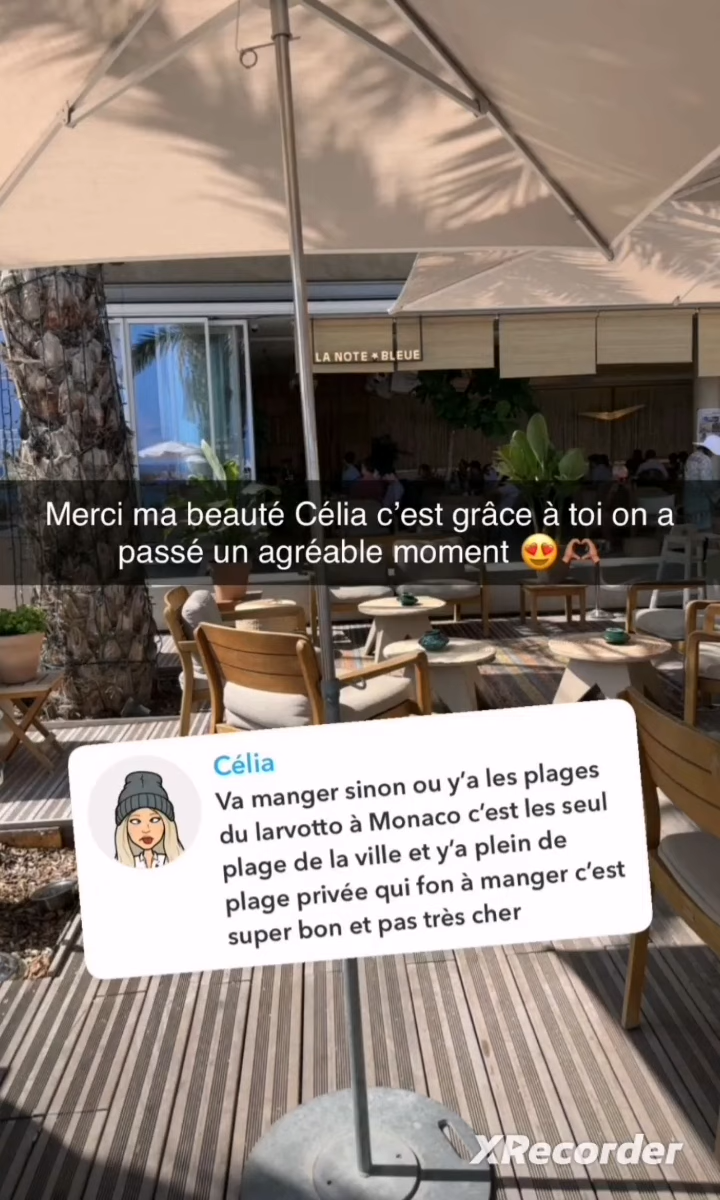 LA NOTE ★ BLEUE
Merci ma beauté Célia c’est grâce à toi on a
passé un agréable moment 😍🫶🏽
Célia
Va manger sinon ou y’a les plages
du larvotto à Monaco c’est les seul
plage de la ville et y’a plein de
plage privée qui fon à manger c’est
super bon et pas très cher
XRecorder